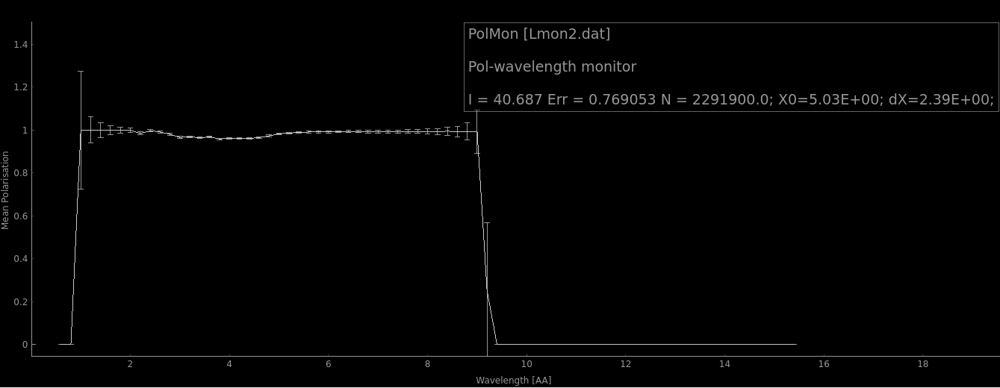 PolMon [Lmon2.dat]
Pol-wavelength monitor
I = 40.687 Err = 0.769053 N = 2291900.0; X0=5.03E+00; dX=2.39E+00;
1.4
1.2
1
0.8
0.6
0.4
0.2
0
Mean Polarisation
2 4 6 8 10 12 14 16 18
Wavelength [AA]